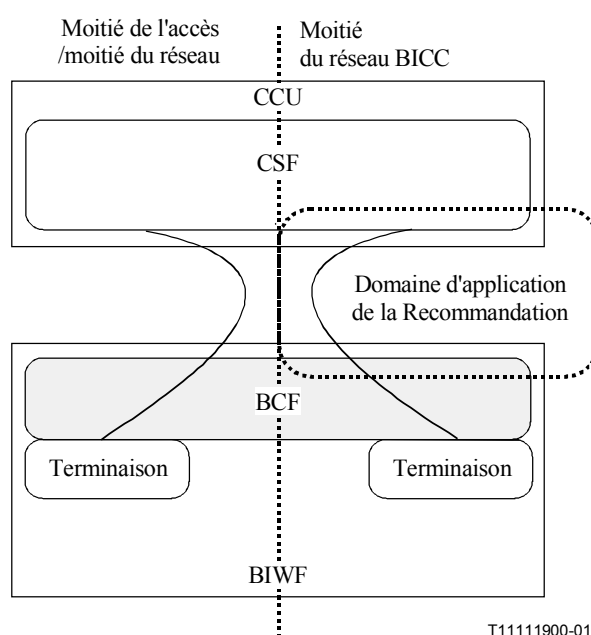 Moitié de l'accès
/moitié du réseau
Moitié
du réseau BICC
CCU
CSF
Domaine d'application
de la Recommandation
BCF
Terminaison
Terminaison
BIWF
T11111900-01